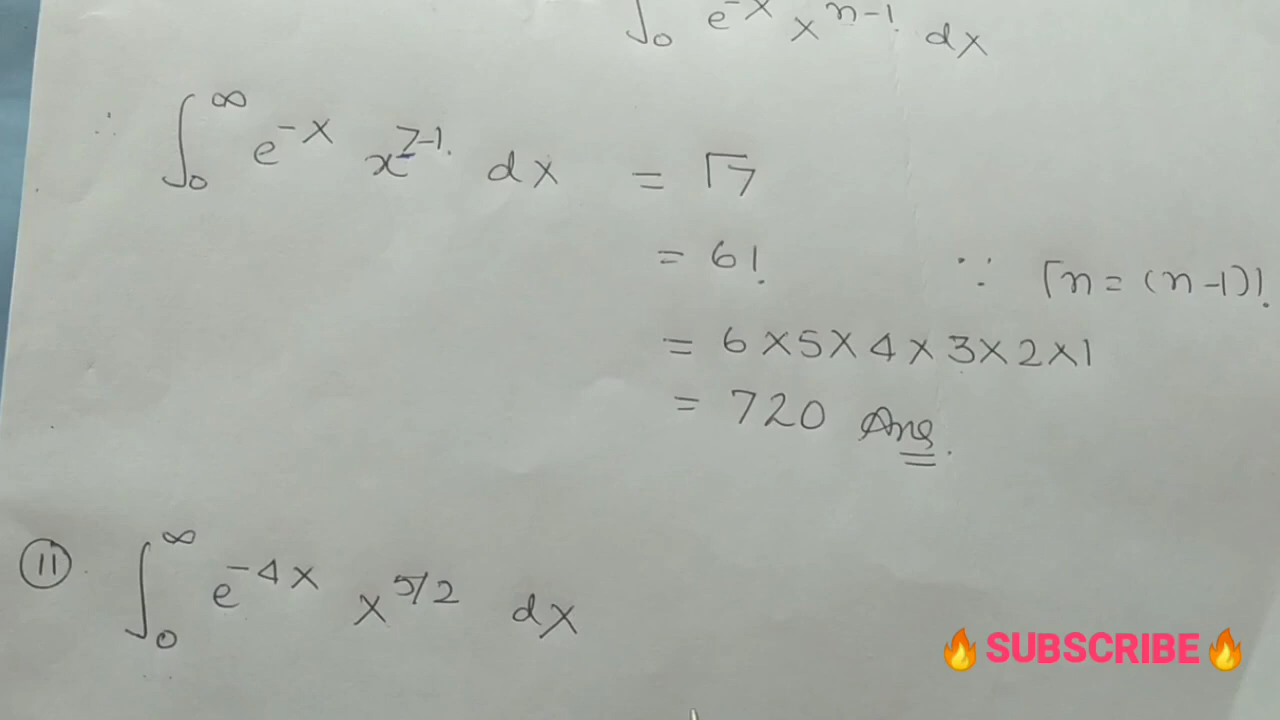 ∫₀ e^-x x^n-1 dx
∴ ∫₀^∞ e^-x x^7-1 dx = Γ7
= 6! ∵ Γn = (n-1)!
= 6×5×4×3×2×1
= 720 Ans.
(ii) ∫₀^∞ e^-4x x^5/2 dx
🔥SUBSCRIBE🔥